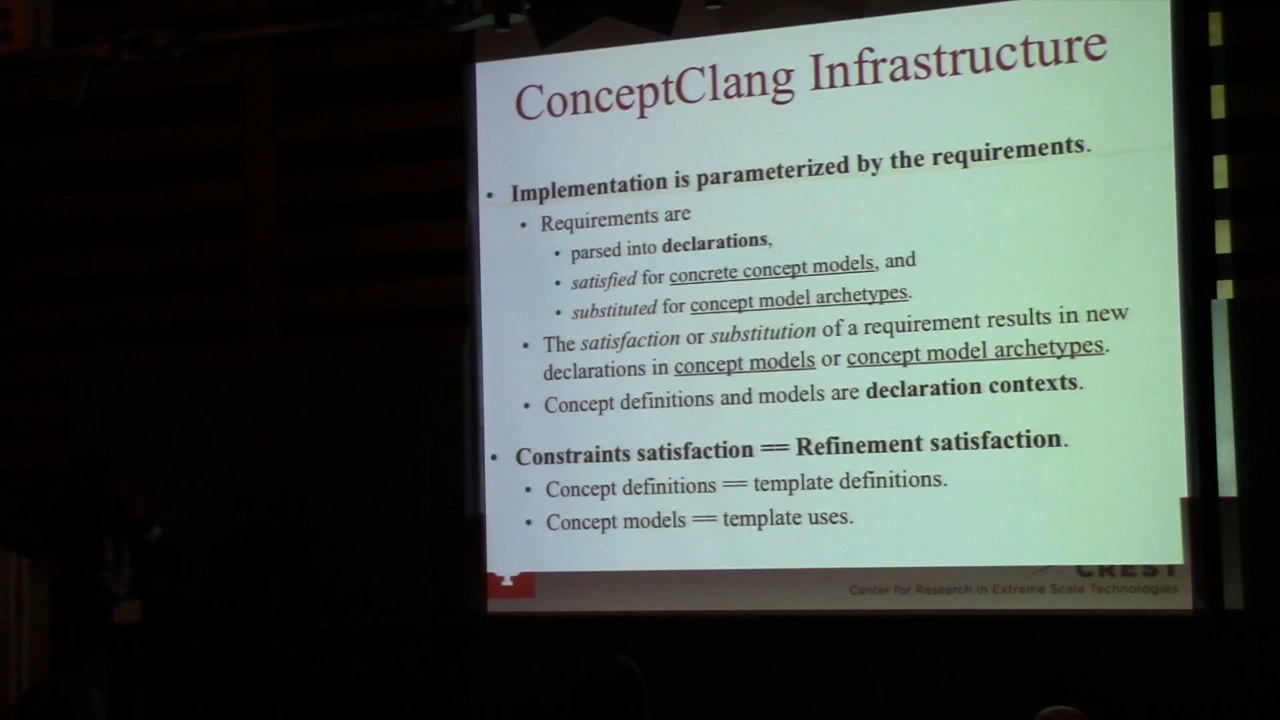 ConceptClang Infrastructure
• Implementation is parameterized by the requirements.
• Requirements are
• parsed into declarations,
• satisfied for concrete concept models, and
• substituted for concept model archetypes.
• The satisfaction or substitution of a requirement results in new
declarations in concept models or concept model archetypes.
• Concept definitions and models are declaration contexts.
• Constraints satisfaction == Refinement satisfaction.
• Concept definitions == template definitions.
• Concept models == template uses.
CREST
Center for Research in Extreme Scale Technologies